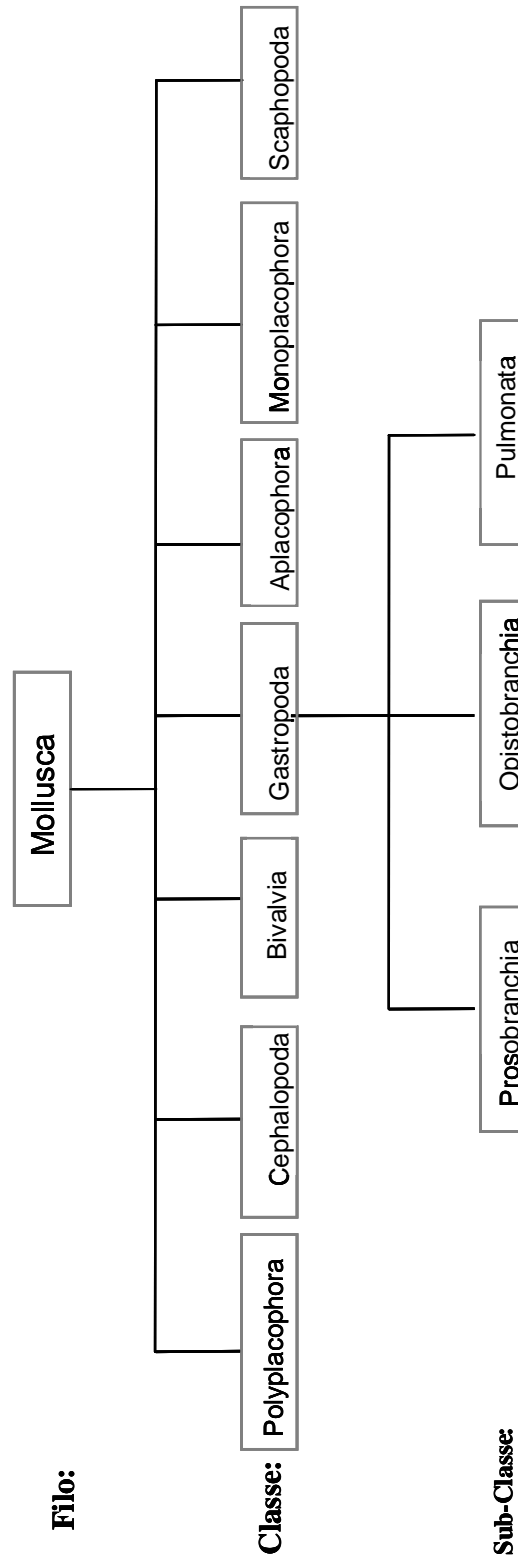 Filo:
Mollusca
Classe:
Polyplacophora
Cephalopoda
Bivalvia
Gastropoda
Aplacophora
Monoplacophora
Scaphopoda
Sub-Classe:
Prosobranchia
Opistobranchia
Pulmonata